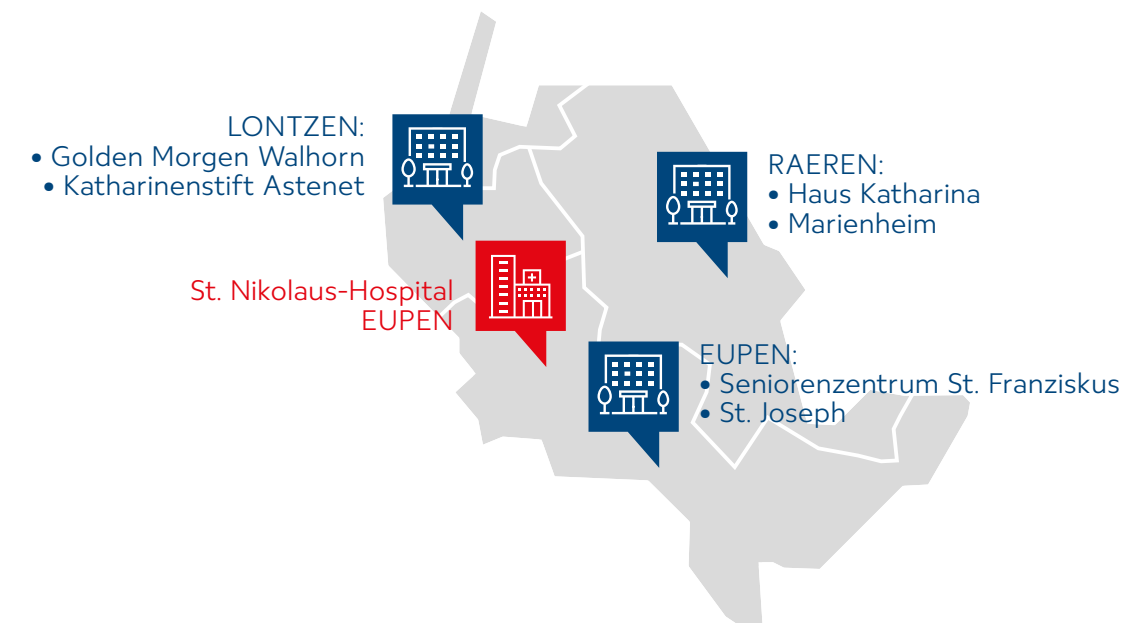 LONTZEN:
• Golden Morgen Walhorn
• Katharinenstift Astenet
RAEREN:
• Haus Katharina
• Marienheim
St. Nikolaus-Hospital
EUPEN
EUPEN:
• Seniorenzentrum St. Franziskus
• St. Joseph